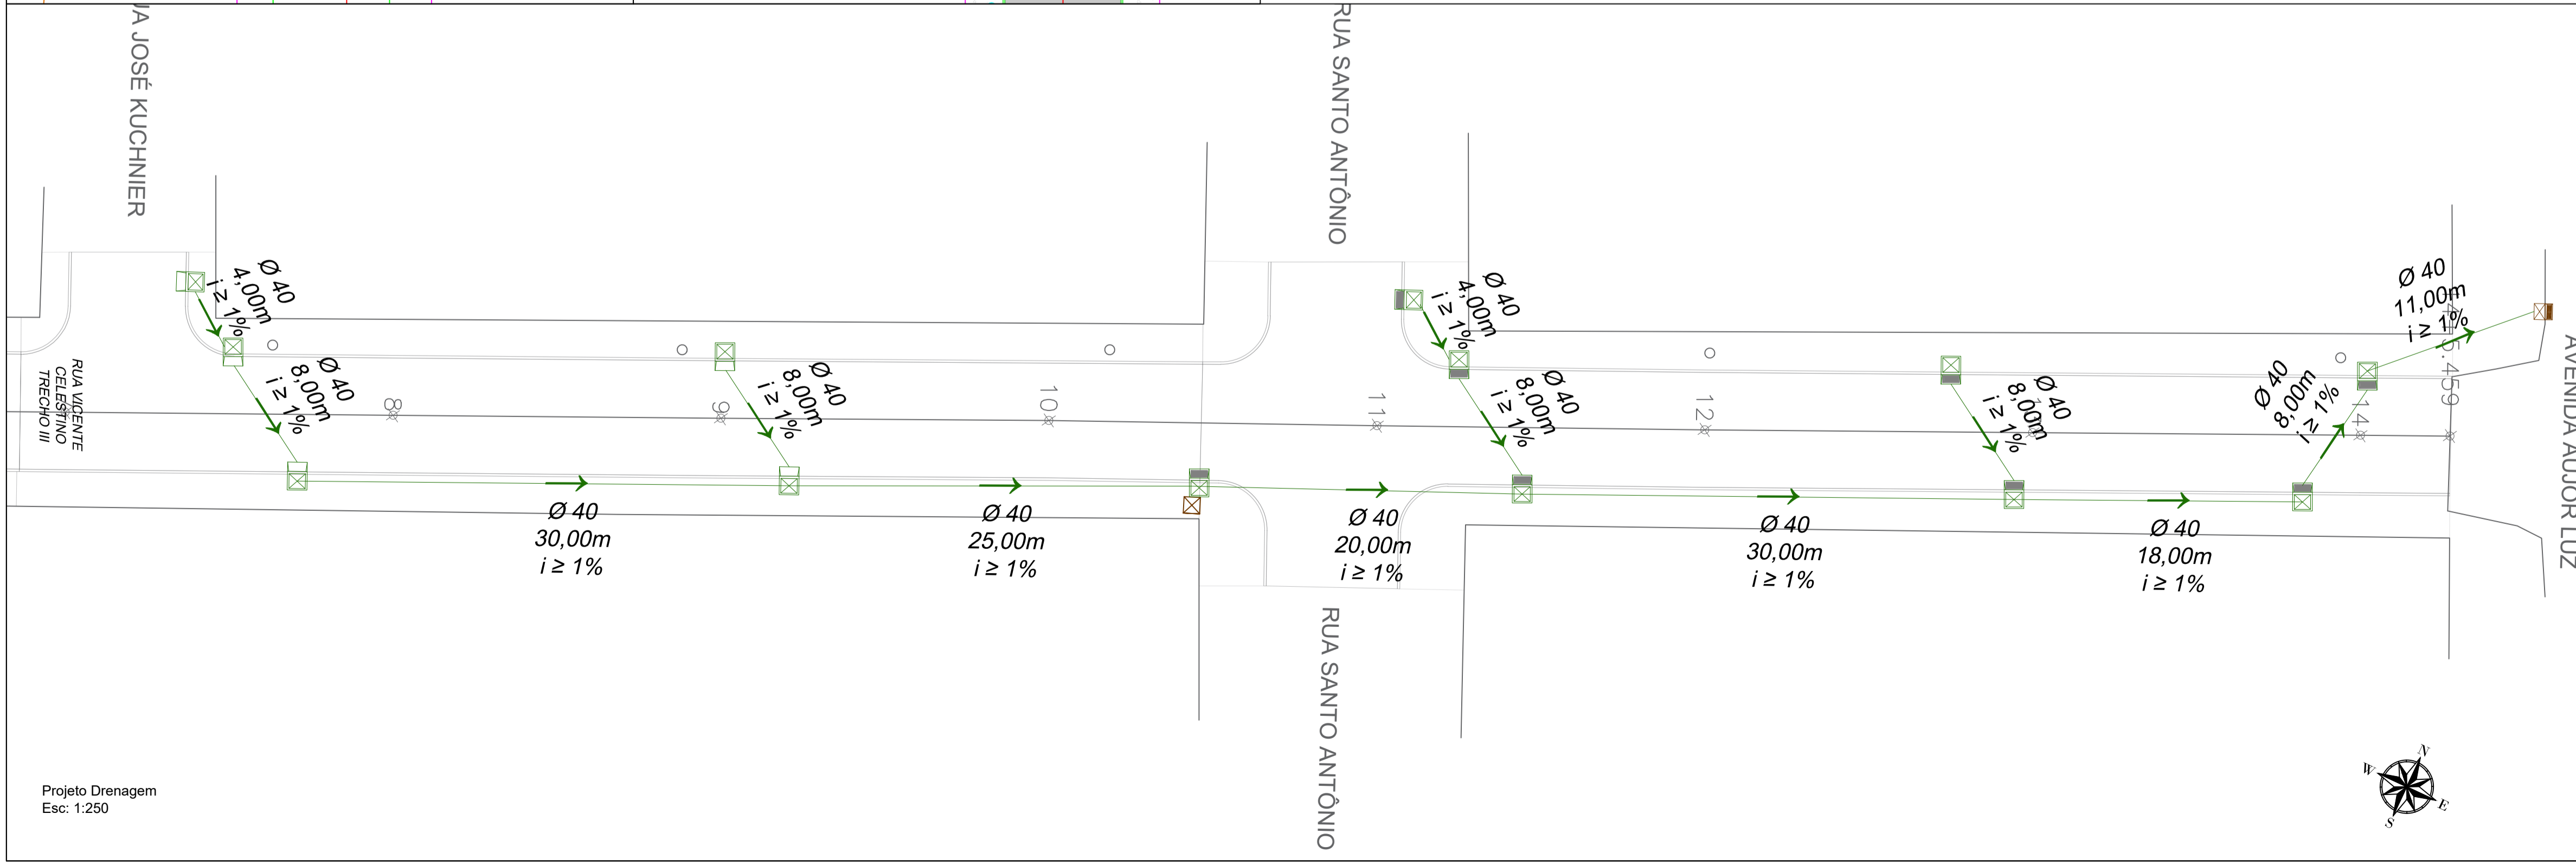 UA JOSÉ KUCHNIER
RUA SANTO ANTÔNIO
Ø 40
4,00m
i ≥ 1%
Ø 40
4,00m
i ≥ 1%
Ø 40
11,00m
i ≥ 1%
RUA VICENTE
CELESTINO
TRECHO III
Ø 40
8,00m
i ≥ 1%
8
9
Ø 40
8,00m
i ≥ 1%
10
11
Ø 40
8,00m
i ≥ 1%
12
Ø 40
8,00m
i ≥ 1%
Ø 40
8,00m
i ≥ 1%
14
5.459
AVENIDA AUJOR LUZ
Ø 40
30,00m
i ≥ 1%
Ø 40
25,00m
i ≥ 1%
Ø 40
20,00m
i ≥ 1%
Ø 40
30,00m
i ≥ 1%
Ø 40
18,00m
i ≥ 1%
RUA SANTO ANTÔNIO
Projeto Drenagem
Esc: 1:250
N
W
E
S